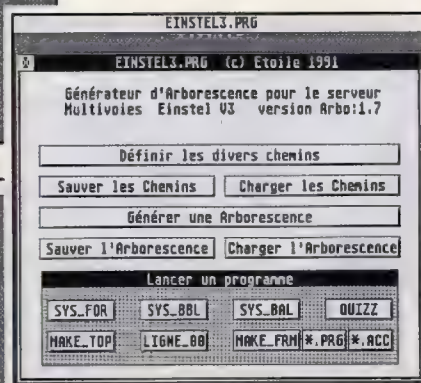 EINSTEL3.PRG
EINSTEL3.PRG (c) Etoile 1991
Générateur d'Arborescence pour le serveur
Multivoies Einstel V3 version Arbo:1.7
Définir les divers chemins
Sauver les Chemins Charger les Chemins
Générer une Arborescence
Sauver l'Arborescence Charger l'Arborescence
Lancer un programme
SYS_FOR SYS_BBL SYS_BAL QUIZZ
MAKE_TOP LIGNE_BB MAKE_FRM *.PRG *.ACC